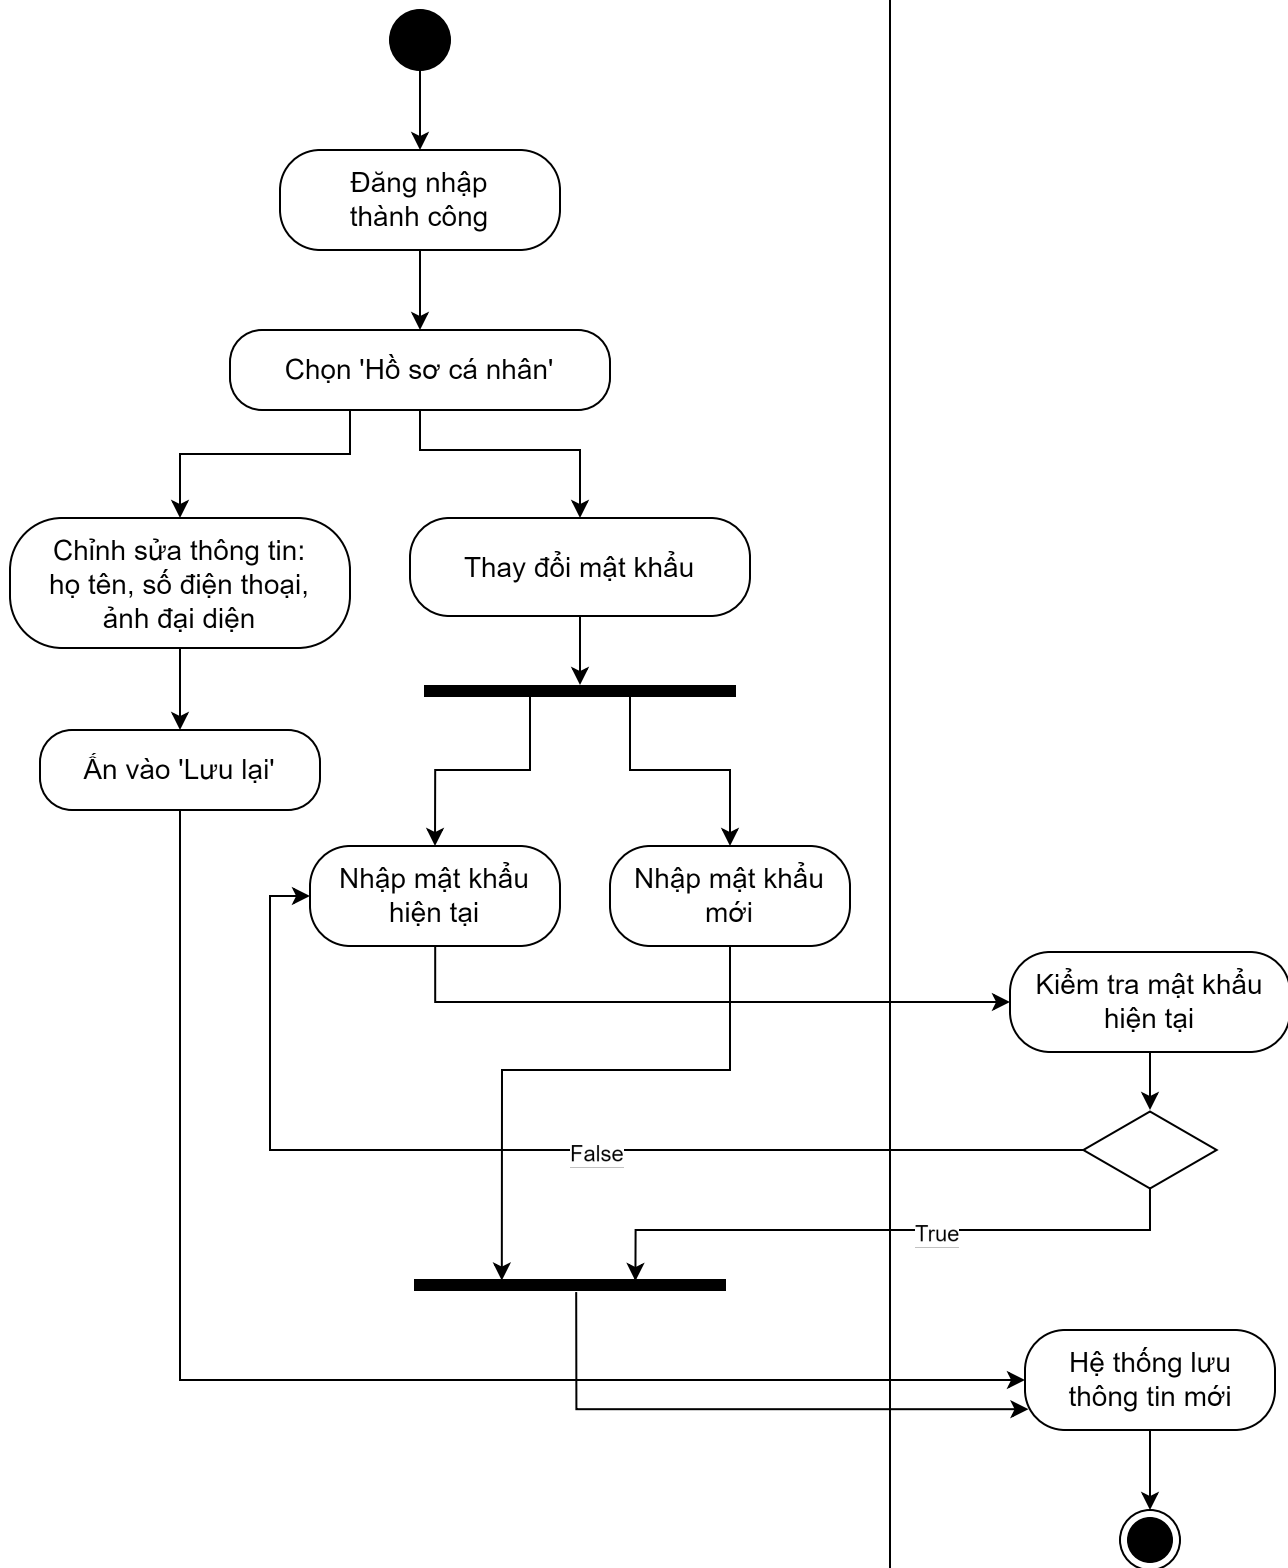 Đăng nhập
thành công
Chọn 'Hồ sơ cá nhân'
Chỉnh sửa thông tin:
họ tên, số điện thoại,
ảnh đại diện
Thay đổi mật khẩu
Ấn vào 'Lưu lại'
Nhập mật khẩu
hiện tại
Nhập mật khẩu
mới
Kiểm tra mật khẩu
hiện tại
False
True
Hệ thống lưu
thông tin mới